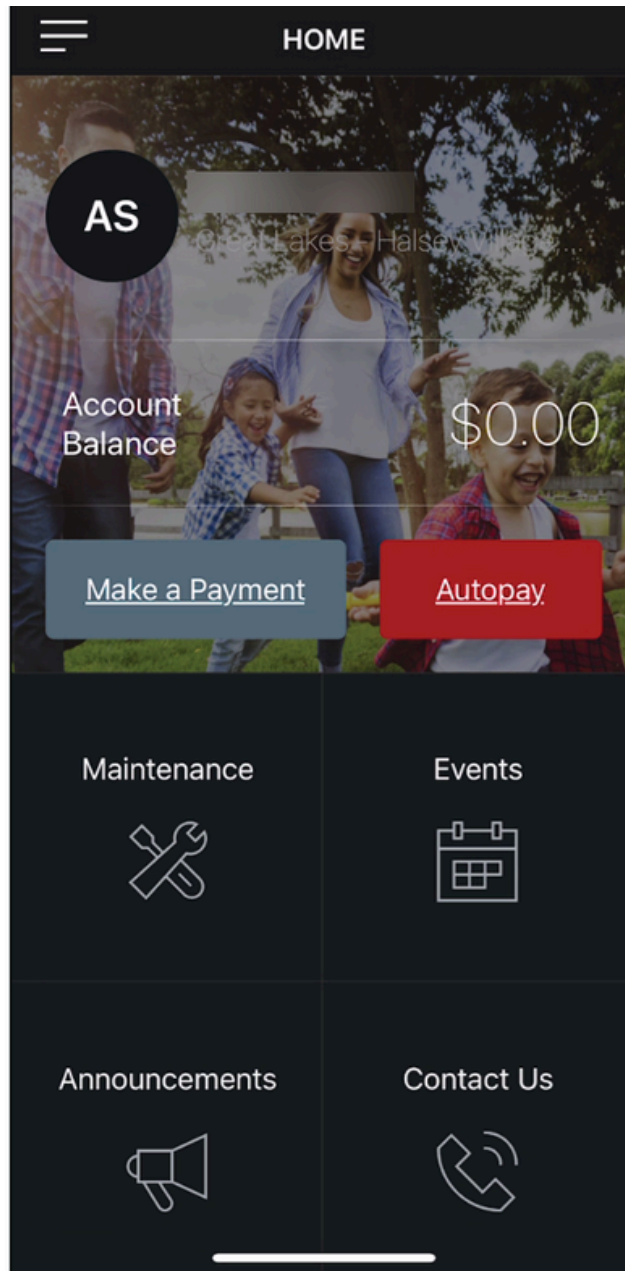 HOME
AS
Great Lakes - Halsey Village ...
Account
Balance
$0.00
Make a Payment
Autopay
Maintenance
Events
Announcements
Contact Us